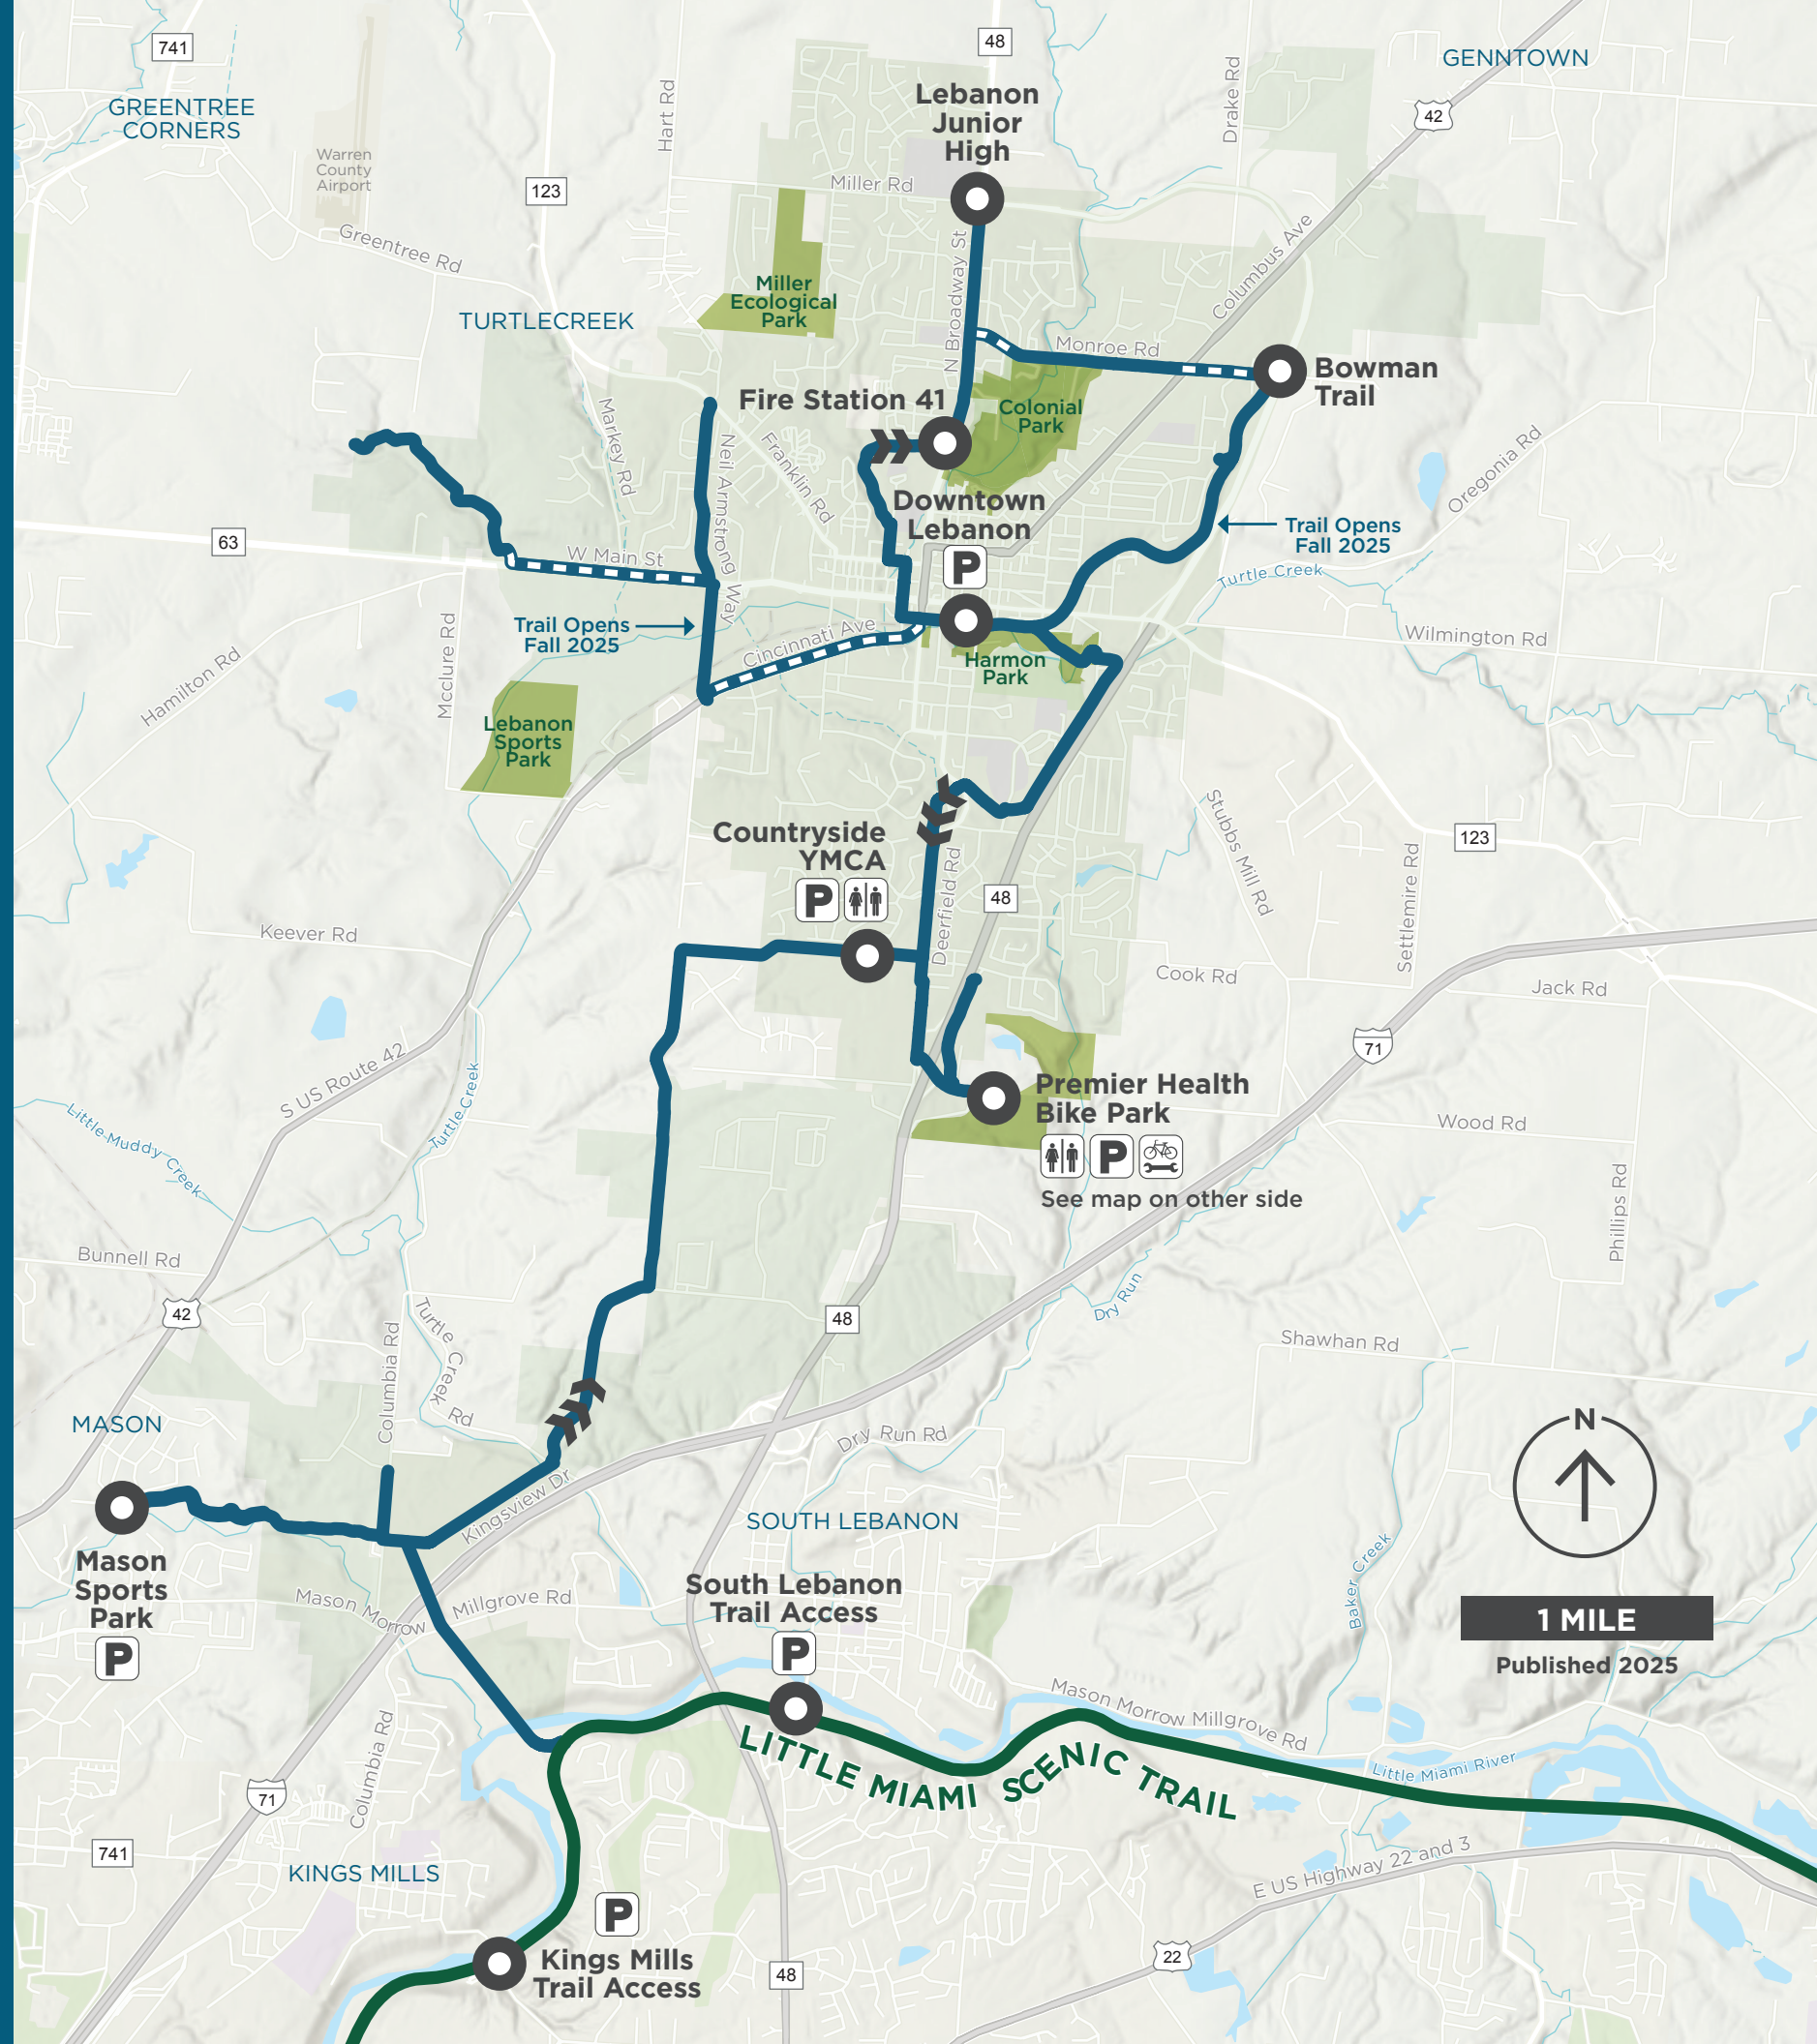 741
48
GENNTOWN
GREENTREE
CORNERS
Hart Rd
Drake Rd
42
Lebanon
Junior
High
Warren
County
Airport
123
Miller Rd
Greentree Rd
Columbus Ave
N Broadway St
Miller
Ecological
Park
TURTLECREEK
Monroe Rd
Bowman
Trail
Fire Station 41
Colonial
Park
Markey Rd
Neil Armstrong Way
Franklin Rd
Oregonia Rd
Downtown
Lebanon
P
Trail Opens
Fall 2025
63
W Main St
Turtle Creek
Trail Opens
Fall 2025
Cincinnati Ave
Wilmington Rd
Mcclure Rd
Hamilton Rd
Harmon
Park
Lebanon
Sports
Park
Stubbs Mill Rd
Countryside
YMCA
P
123
Settlemire Rd
Deerfield Rd
48
Keever Rd
Cook Rd
Jack Rd
71
S US Route 42
Turtle Creek
Little Muddy Creek
Premier Health
Bike Park
P
See map on other side
Wood Rd
Phillips Rd
Bunnell Rd
42
Dry Run
48
Turtle Creek Rd
Columbia Rd
Shawhan Rd
MASON
Dry Run Rd
N
Kingsview Dr
SOUTH LEBANON
Mason
Sports
Park
P
Baker Creek
Mason Morrow Millgrove Rd
South Lebanon
Trail Access
P
1 MILE
Published 2025
Mason Morrow Millgrove Rd
LITTLE MIAMI SCENIC TRAIL
Little Miami River
Columbia Rd
71
741
KINGS MILLS
E US Highway 22 and 3
P
Kings Mills
Trail Access
48
22